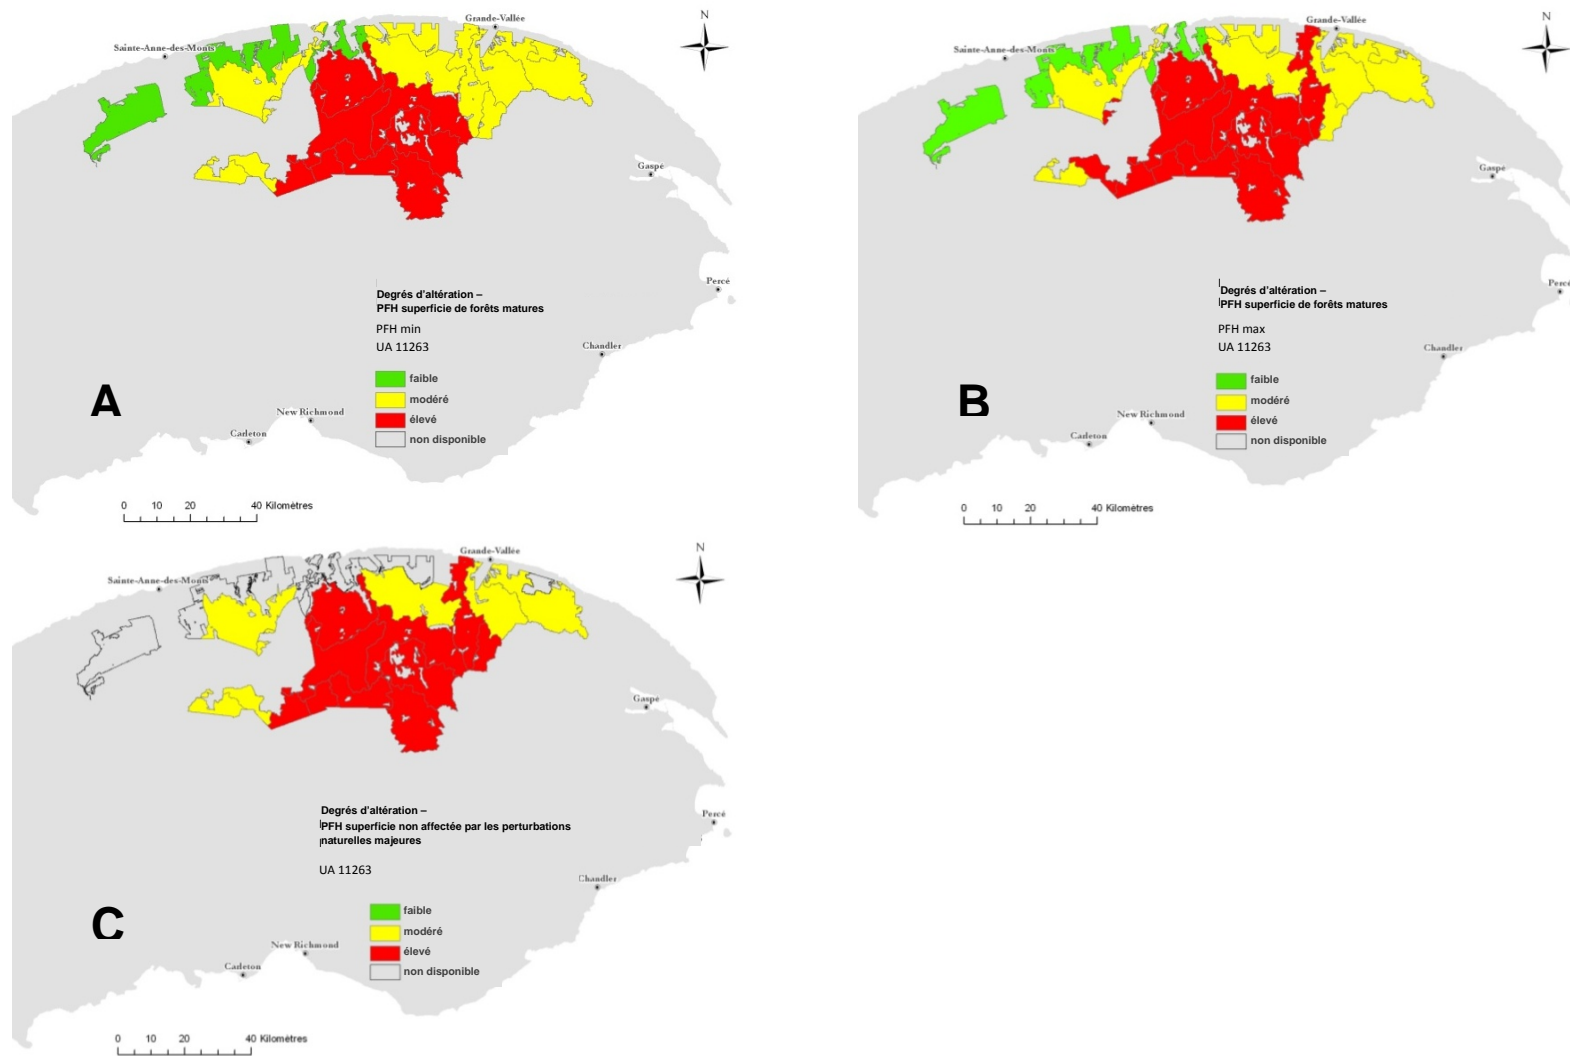 Grande-Vallée
N
Sainte-Anne-des-Monts
Gaspé
Percé
Degrés d'altération –
PFH superficie de forêts matures
PFH min
UA 11263
Chandler
faible
A
modéré
élevé
New Richmond
non disponible
Carleton
0 10 20 40 Kilomètres
Grande-Vallée
N
Sainte-Anne-des-Monts
Gaspé
Percé
Degrés d'altération –
PFH superficie de forêts matures
PFH max
UA 11263
Chandler
faible
B
modéré
élevé
New Richmond
non disponible
Carleton
0 10 20 40 Kilomètres
Grande-Vallée
N
Sainte-Anne-des-Monts
Gaspé
Percé
Degrés d'altération –
PFH superficie non affectée par les perturbations
naturelles majeures
UA 11263
Chandler
faible
C
modéré
élevé
New Richmond
non disponible
Carleton
0 10 20 40 Kilomètres